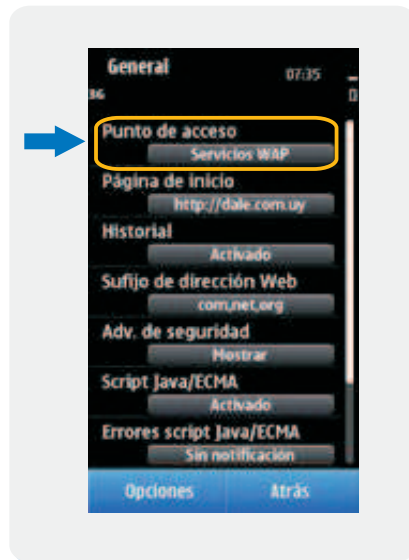 General
07:35
36
Punto de acceso
Servicios WAP
Página de inicio
http://dale.com.uy
Historial
Activado
Sufijo de dirección Web
com,net,org
Adv. de seguridad
Mostrar
Script Java/ECMA
Activado
Errores script Java/ECMA
Sin notificación
Opciones
Atrás